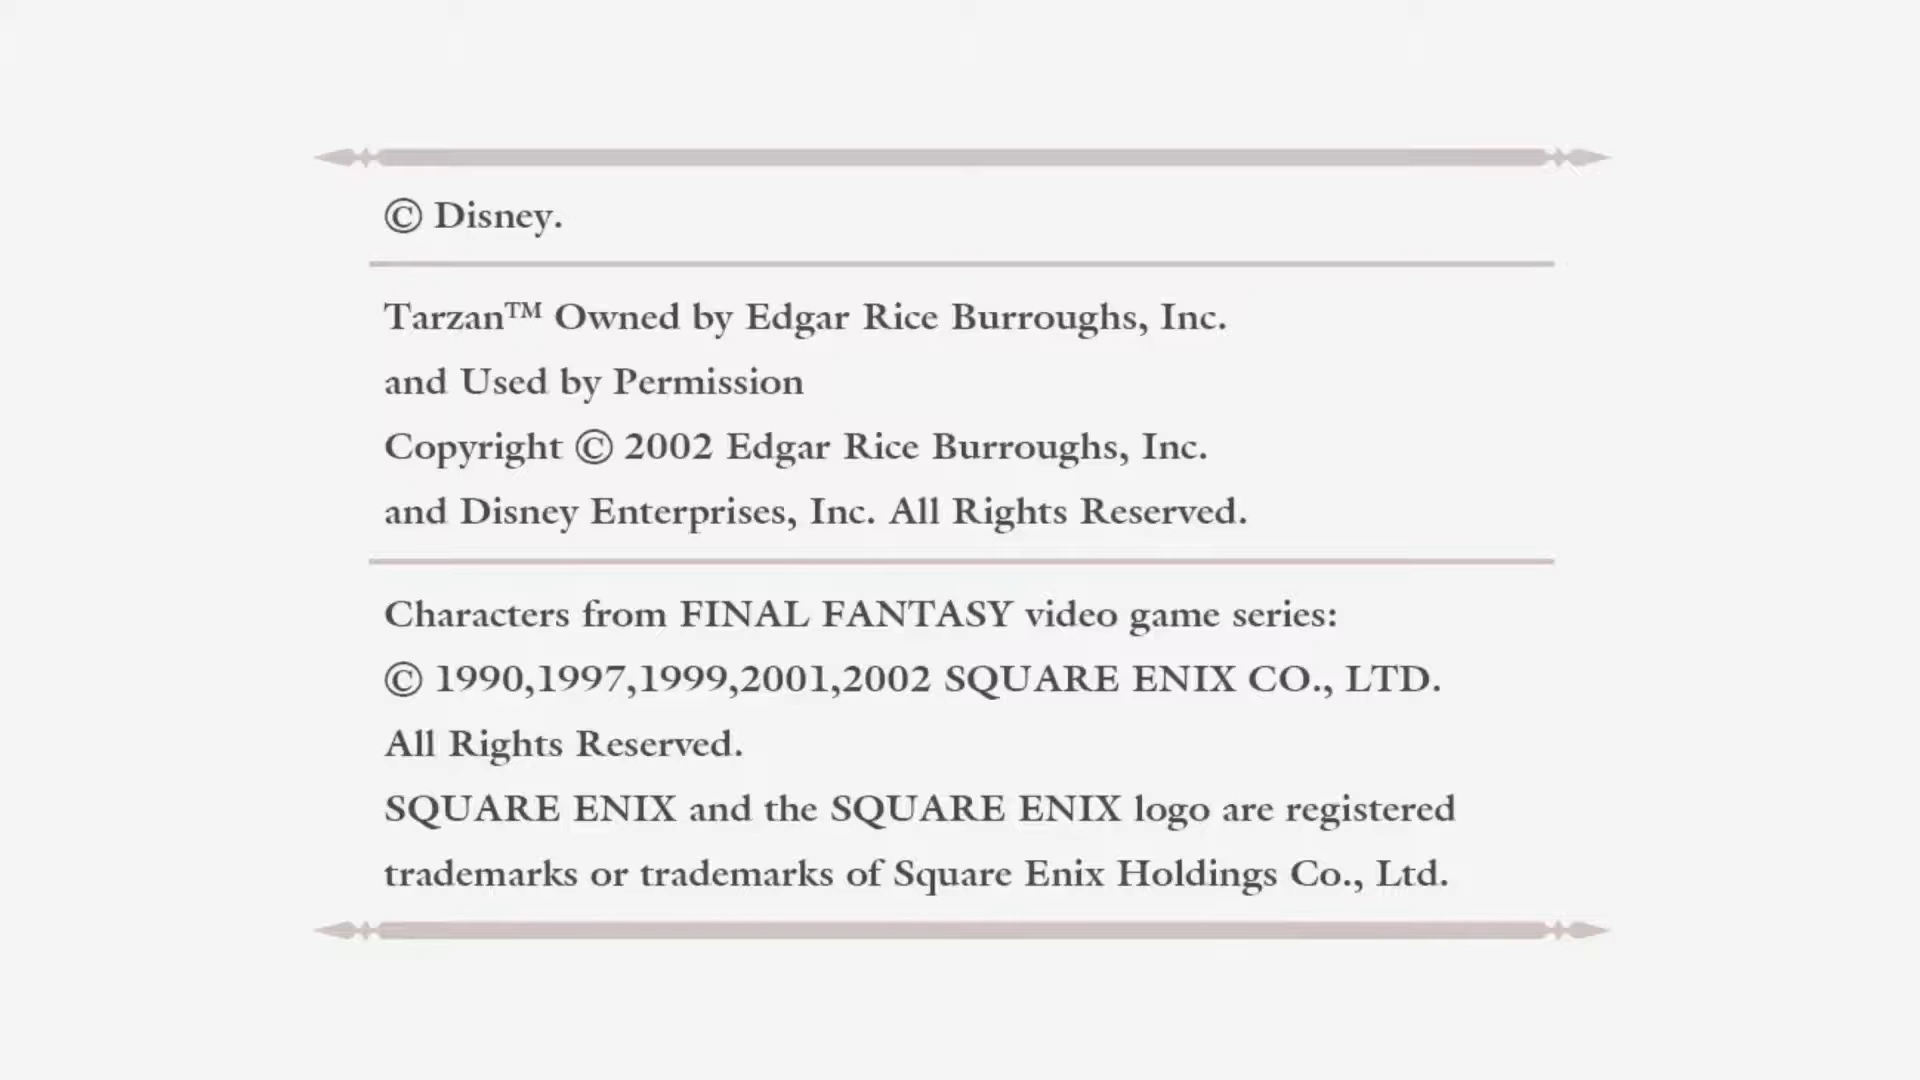 © Disney.
Tarzan™ Owned by Edgar Rice Burroughs, Inc.
and Used by Permission
Copyright © 2002 Edgar Rice Burroughs, Inc.
and Disney Enterprises, Inc. All Rights Reserved.
Characters from FINAL FANTASY video game series:
© 1990,1997,1999,2001,2002 SQUARE ENIX CO., LTD.
All Rights Reserved.
SQUARE ENIX and the SQUARE ENIX logo are registered
trademarks or trademarks of Square Enix Holdings Co., Ltd.